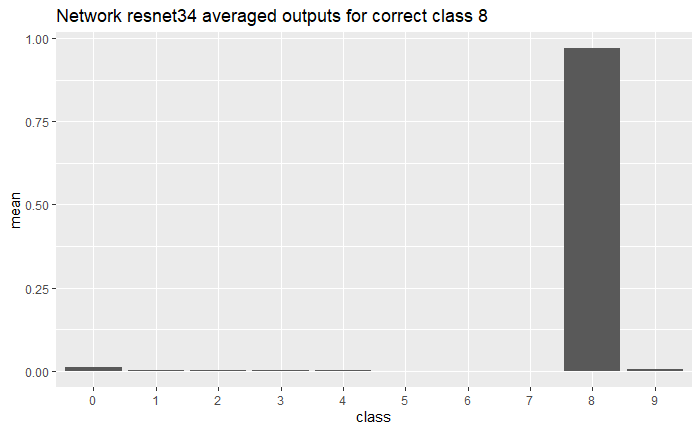 Network resnet34 averaged outputs for correct class 8
1.00
0.75
0.50
0.25
0.00
mean
0 1 2 3 4 5 6 7 8 9
class